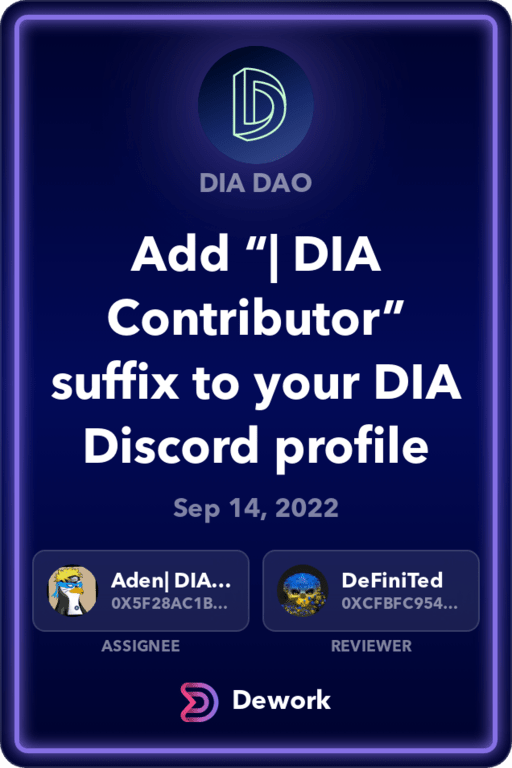 DIA DAO
Add “| DIA
Contributor”
suffix to your DIA
Discord profile
Sep 14, 2022
Aden| DIA...
0X5F28AC1B...
DeFiniTed
0XCFBFC954...
ASSIGNEE
REVIEWER
Dework